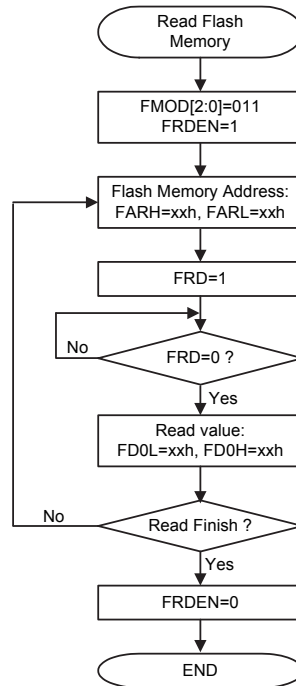 Read Flash
Memory
FMOD[2:0]=011
FRDEN=1
Flash Memory Address:
FARH=xxh, FARL=xxh
FRD=1
No
FRD=0 ?
Yes
Read value:
FD0L=xxh, FD0H=xxh
No
Read Finish ?
Yes
FRDEN=0
END